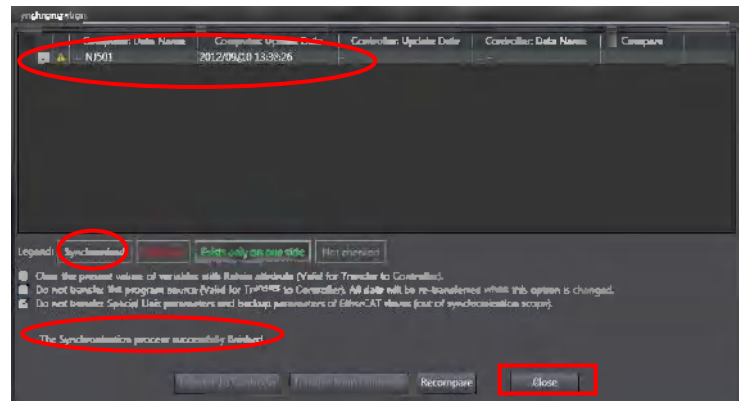 Computer: Data Name Computer: Update Date Controller: Update Date Controller: Data Name Compare
NJ501 2012/09/10 13:38:26 - -
Legend: Synchronized Exists only on one side Not checked
Clear the present values of variables with Retain attribute (Valid for Transfer to Controller).
Do not transfer the program source (Valid for Transfer to Controller). All data will be re-transferred when this option is changed.
Do not transfer Special Unit parameters and backup parameters of EtherCAT slaves (out of synchronization scope).
The Synchronization process successfully finished
Recompare Close